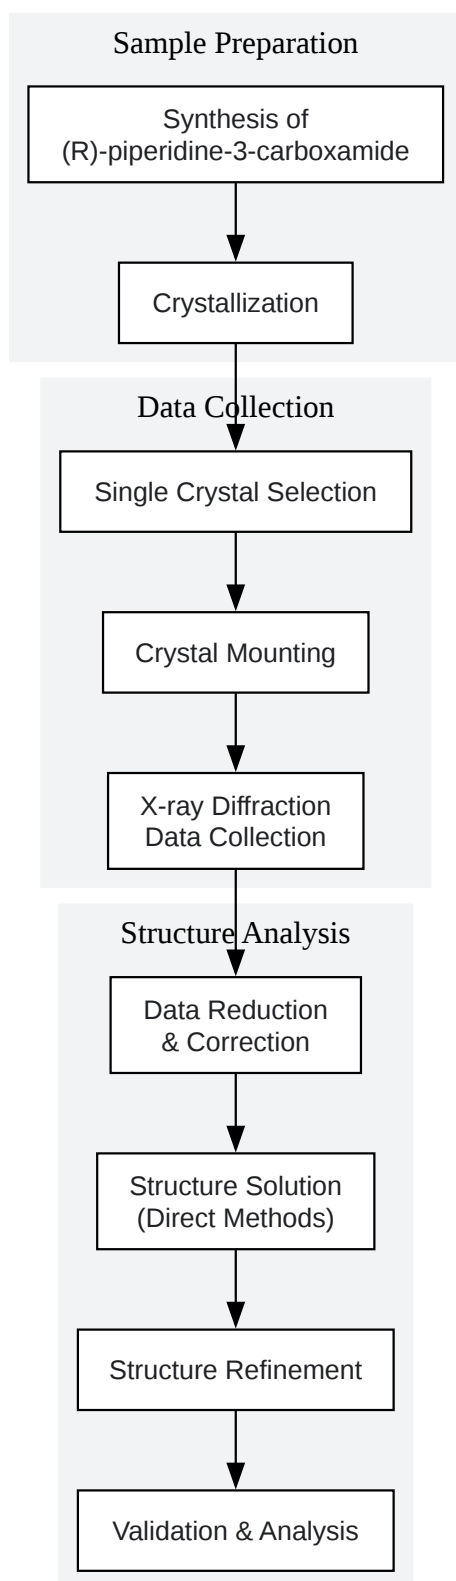 Sample Preparation
Synthesis of
(R)-piperidine-3-carboxamide
Crystallization
Data Collection
Single Crystal Selection
Crystal Mounting
X-ray Diffraction
Data Collection
Structure Analysis
Data Reduction
& Correction
Structure Solution
(Direct Methods)
Structure Refinement
Validation & Analysis